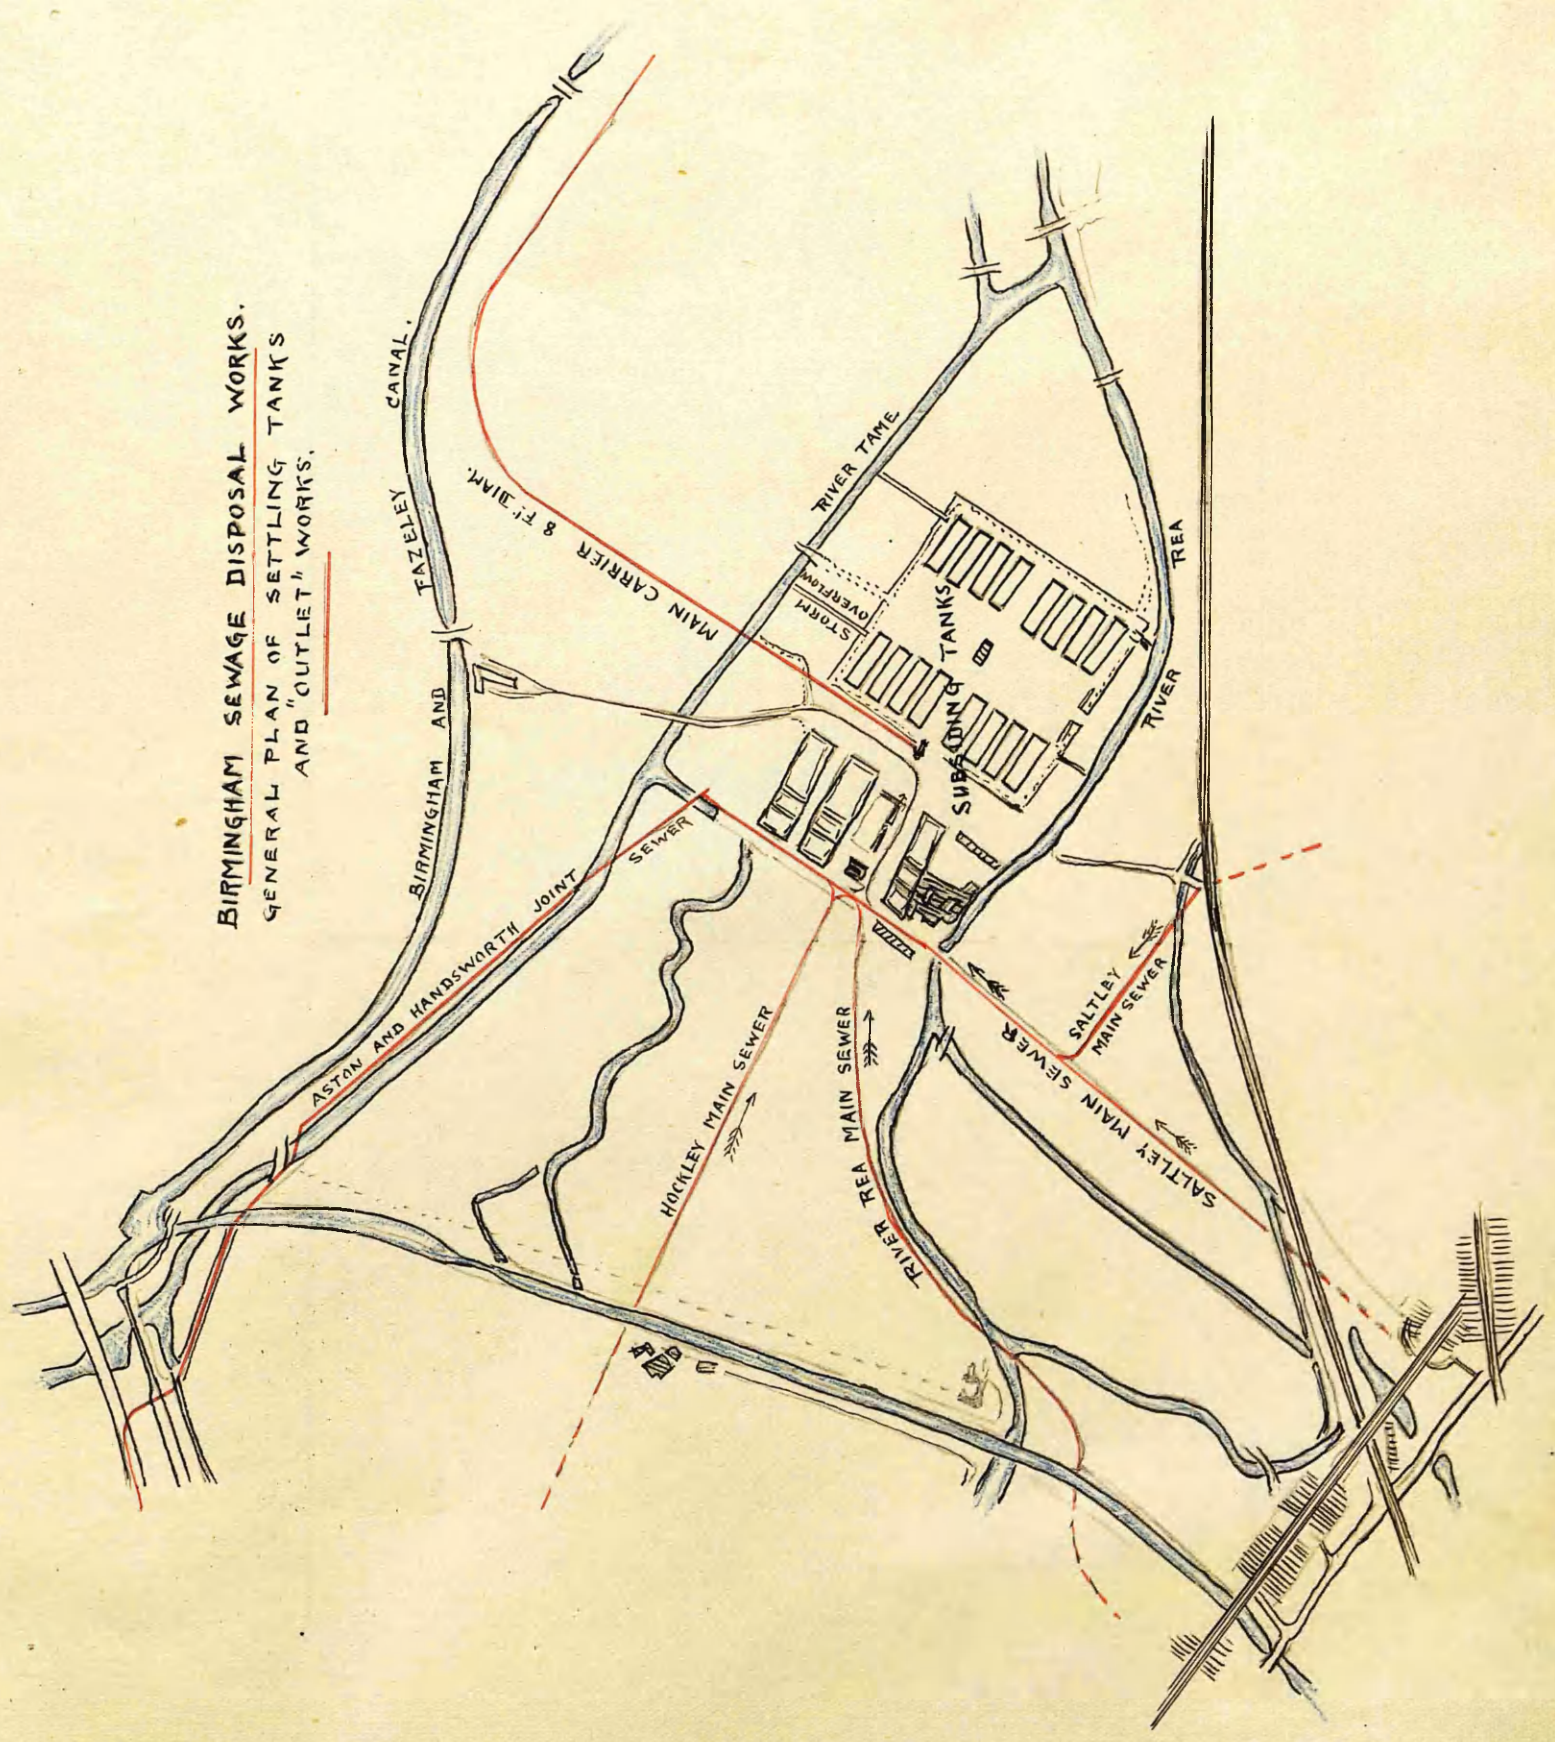 BIRMINGHAM SEWAGE DISPOSAL WORKS.
GENERAL PLAN OF SETTLING TANKS
AND "OUTLET" WORKS.
BIRMINGHAM AND FAZELEY CANAL.
MAIN CARRIER 8 FT DIAM.
RIVER TAME
STORM
OVERFLOW
SUBSIDING TANKS
RIVER REA
ASTON AND HANDSWORTH JOINT SEWER
HOCKLEY MAIN SEWER
RIVER REA MAIN SEWER
SALTLEY
MAIN SEWER
SALTLEY MAIN SEWER